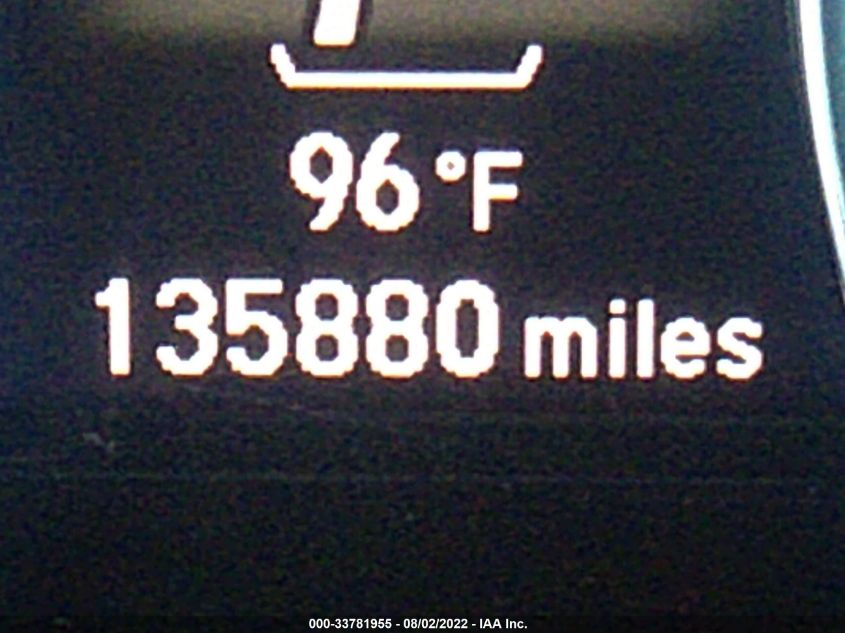 96 °F
135880 miles
000-33781955 - 08/02/2022 - IAA Inc.